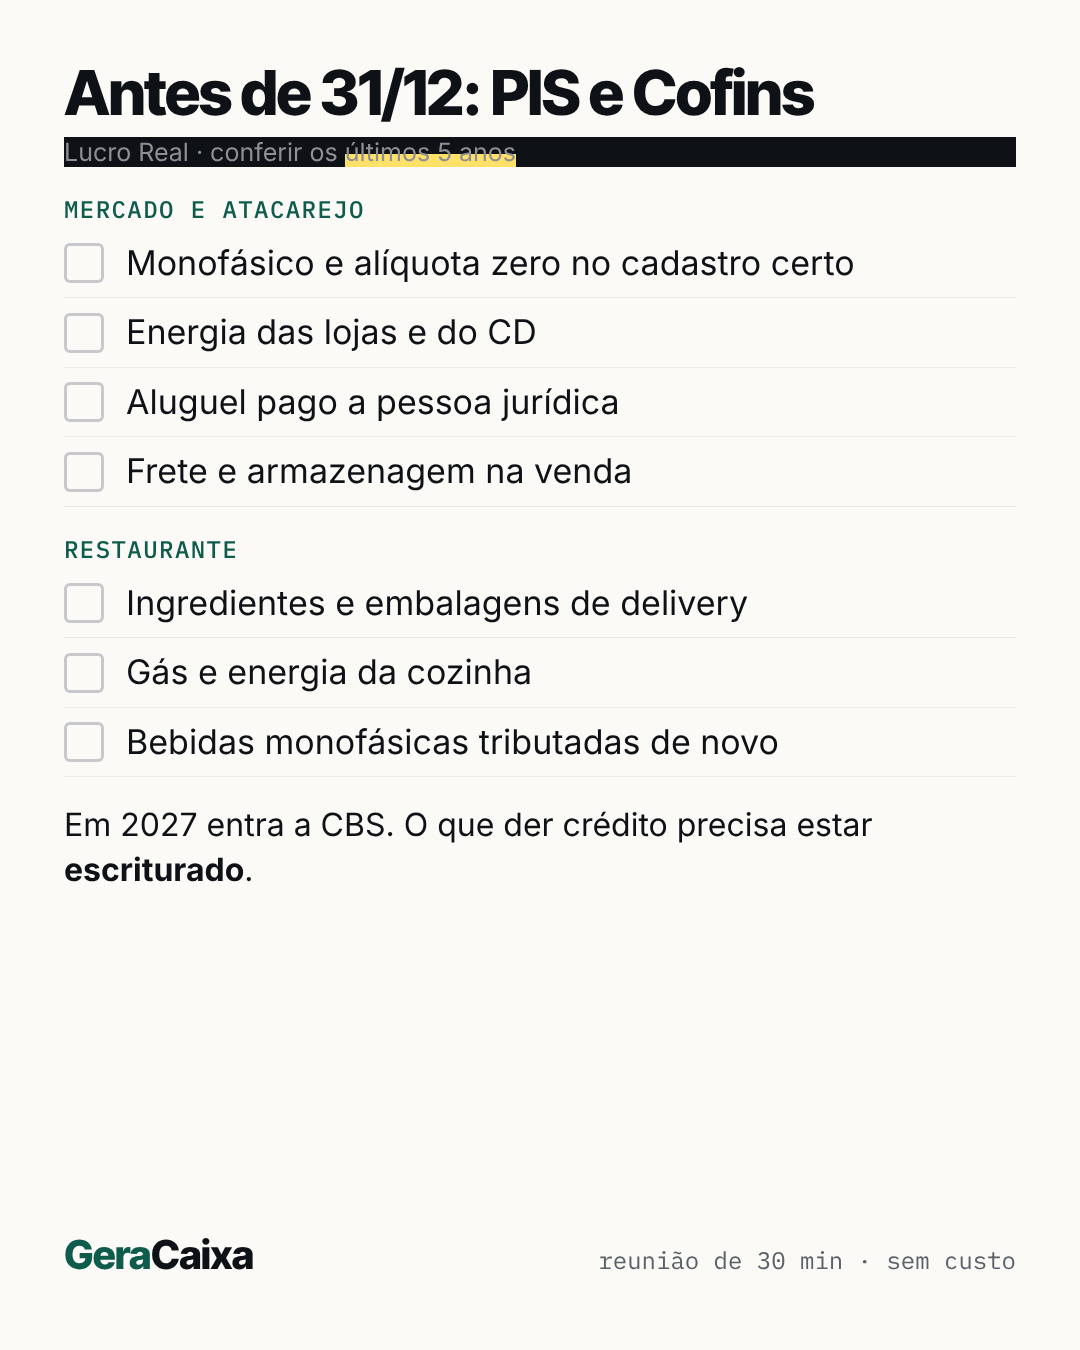 Antes de 31/12: PIS e Cofins
Lucro Real · conferir os últimos 5 anos
MERCADO E ATACAREJO
Monofásico e alíquota zero no cadastro certo
Energia das lojas e do CD
Aluguel pago a pessoa jurídica
Frete e armazenagem na venda
RESTAURANTE
Ingredientes e embalagens de delivery
Gás e energia da cozinha
Bebidas monofásicas tributadas de novo
Em 2027 entra a CBS. O que der crédito precisa estar
escriturado.
GeraCaixa
reunião de 30 min · sem custo